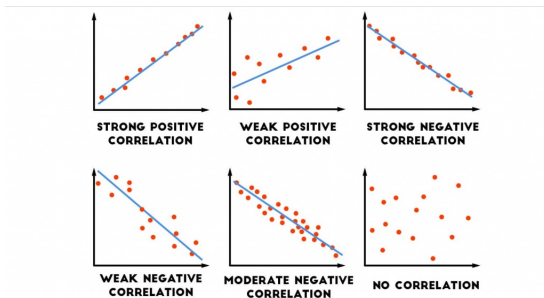 STRONG POSITIVE
CORRELATION
WEAK POSITIVE
CORRELATION
STRONG NEGATIVE
CORRELATION
WEAK NEGATIVE
CORRELATION
MODERATE NEGATIVE
CORRELATION
NO CORRELATION